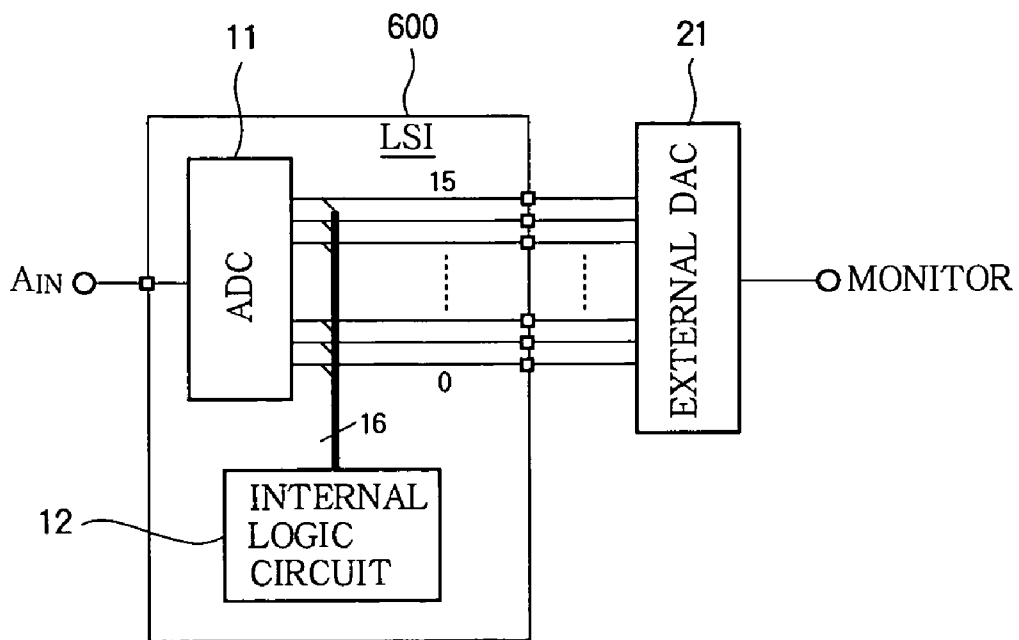 11
600
21
LSI
15
ADC
EXTERNAL DAC
AIN
MONITOR
0
16
12
INTERNAL
LOGIC
CIRCUIT